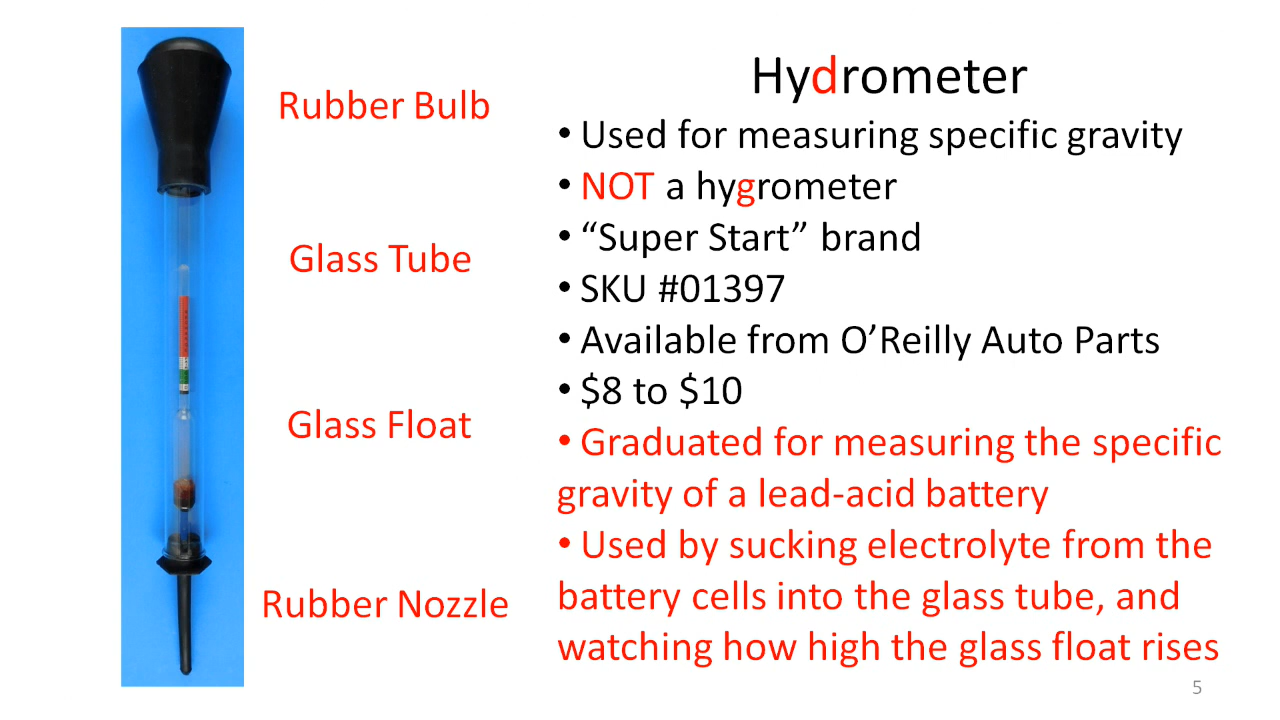 Rubber Bulb
Glass Tube
Glass Float
Rubber Nozzle
Hydrometer
• Used for measuring specific gravity
• NOT a hygrometer
• “Super Start” brand
• SKU #01397
• Available from O’Reilly Auto Parts
• $8 to $10
• Graduated for measuring the specific
gravity of a lead-acid battery
• Used by sucking electrolyte from the
battery cells into the glass tube, and
watching how high the glass float rises
5